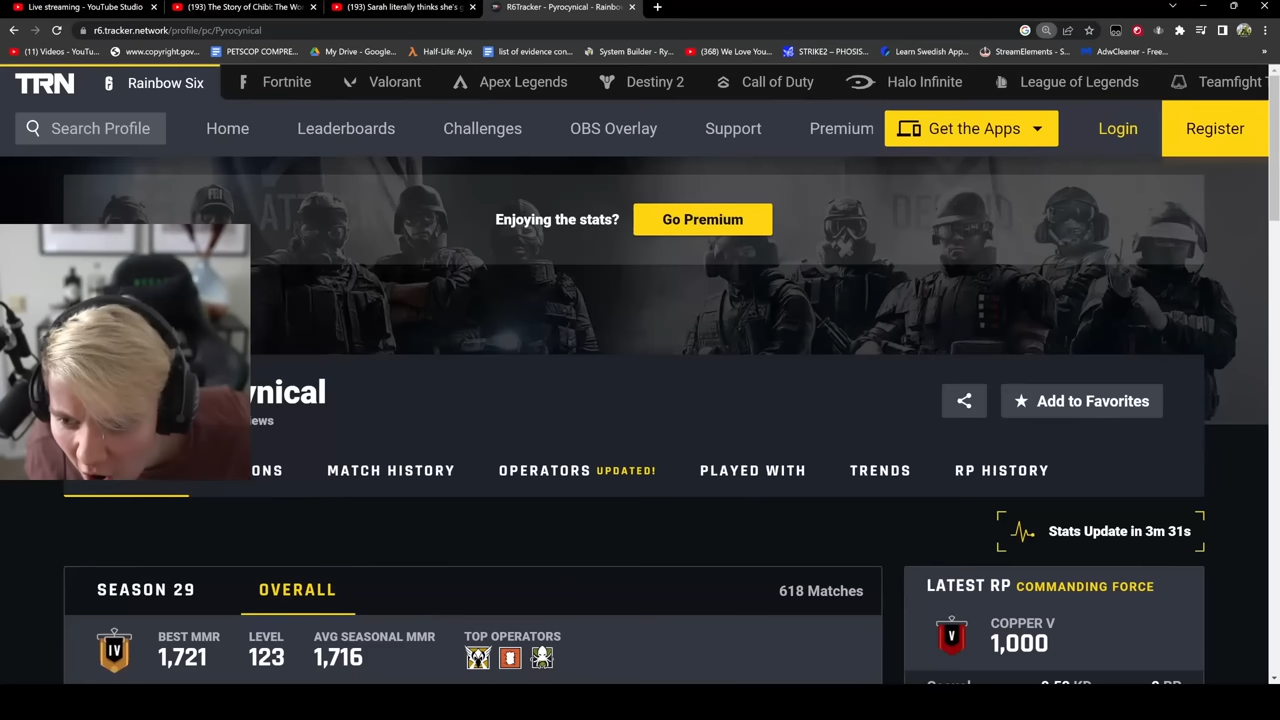 Live streaming - YouTube Studio
(193) The Story of Chibi: The Wor
(193) Sarah literally thinks she's g
R6Tracker - Pyrocynical - Rainbo
r6.tracker.network/profile/pc/Pyrocynical
(11) Videos - YouTu...
www.copyright.gov...
PETSCOP COMPRE...
My Drive - Google...
Half-Life: Alyx
list of evidence con...
System Builder - Ry...
(368) We Love You...
STRIKE2 – PHOSIS...
Learn Swedish App...
StreamElements - S...
AdwCleaner - Free...
TRN
Rainbow Six
Fortnite
Valorant
Apex Legends
Destiny 2
Call of Duty
Halo Infinite
League of Legends
Teamfight T
Search Profile
Home
Leaderboards
Challenges
OBS Overlay
Support
Premium
Get the Apps
Login
Register
Enjoying the stats?
Go Premium
ynical
ews
Add to Favorites
ONS
MATCH HISTORY
OPERATORS UPDATED!
PLAYED WITH
TRENDS
RP HISTORY
Stats Update in 3m 31s
SEASON 29
OVERALL
618 Matches
LATEST RP COMMANDING FORCE
IV
BEST MMR
1,721
LEVEL
123
AVG SEASONAL MMR
1,716
TOP OPERATORS
V
COPPER V
1,000